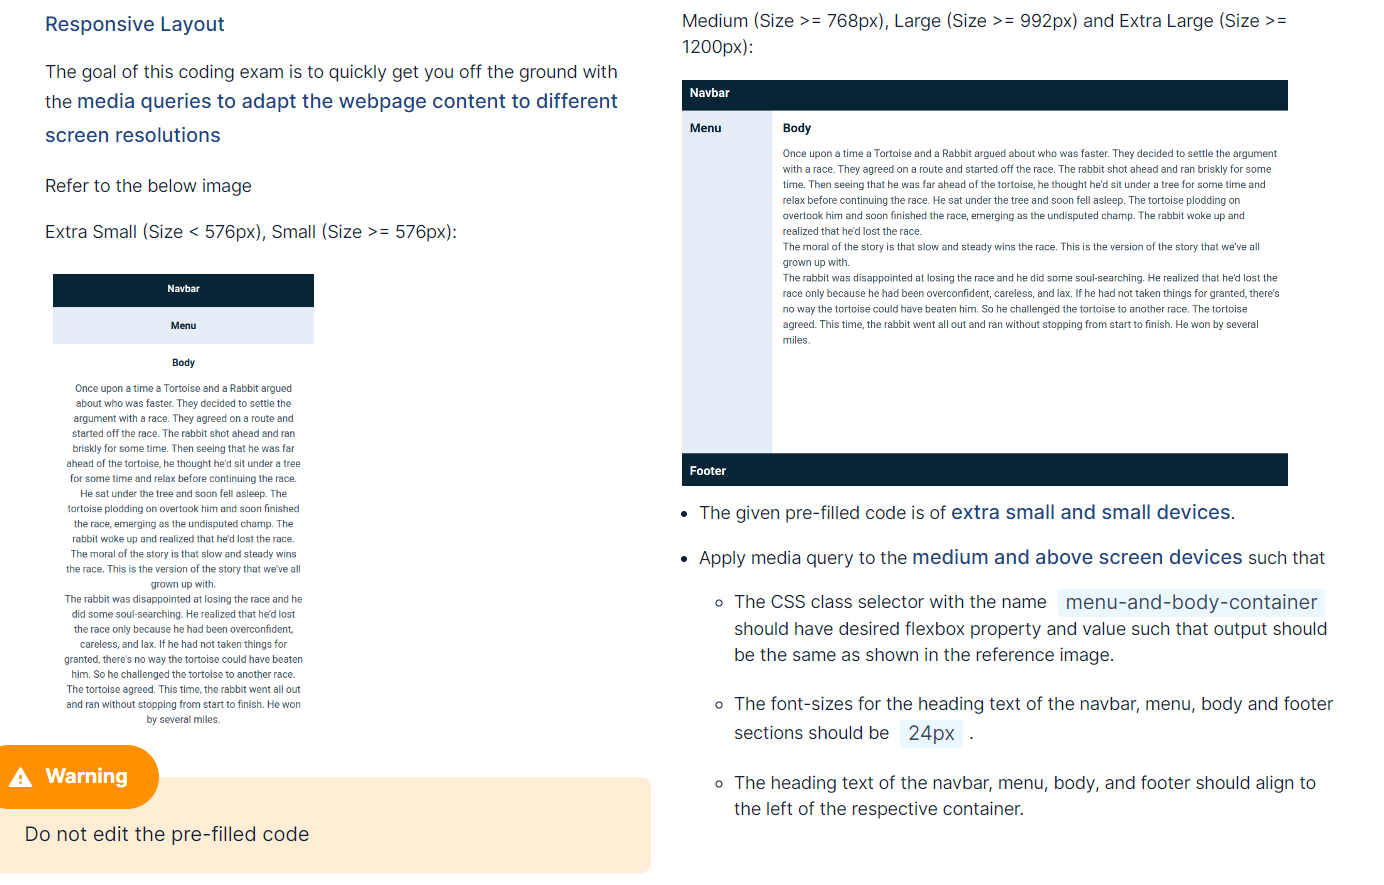 Responsive Layout
The goal of this coding exam is to quickly get you off the ground with
the media queries to adapt the webpage content to different
screen resolutions
Refer to the below image
Extra Small (Size < 576px), Small (Size >= 576px):
Navbar
Menu
Body
Once upon a time a Tortoise and a Rabbit argued
about who was faster. They decided to settle the
argument with a race. They agreed on a route and
started off the race. The rabbit shot ahead and ran
briskly for some time. Then seeing that he was far
ahead of the tortoise, he thought he'd sit under a tree
for some time and relax before continuing the race.
He sat under the tree and soon fell asleep. The
tortoise plodding on overtook him and soon finished
the race, emerging as the undisputed champ. The
rabbit woke up and realized that he'd lost the race.
The moral of the story is that slow and steady wins
the race. This is the version of the story that we've all
grown up with.
The rabbit was disappointed at losing the race and he
did some soul-searching. He realized that he'd lost
the race only because he had been overconfident,
careless, and lax. If he had not taken things for
granted, there's no way the tortoise could have beaten
him. So he challenged the tortoise to another race.
The tortoise agreed. This time, the rabbit went all out
and ran without stopping from start to finish. He won
by several miles.
Warning
Do not edit the pre-filled code
Medium (Size >= 768px), Large (Size >= 992px) and Extra Large (Size >=
1200px):
Navbar
Menu
Body
Once upon a time a Tortoise and a Rabbit argued about who was faster. They decided to settle the argument
with a race. They agreed on a route and started off the race. The rabbit shot ahead and ran briskly for some
time. Then seeing that he was far ahead of the tortoise, he thought he'd sit under a tree for some time and
relax before continuing the race. He sat under the tree and soon fell asleep. The tortoise plodding on
overtook him and soon finished the race, emerging as the undisputed champ. The rabbit woke up and
realized that he'd lost the race.
The moral of the story is that slow and steady wins the race. This is the version of the story that we've all
grown up with.
The rabbit was disappointed at losing the race and he did some soul-searching. He realized that he'd lost the
race only because he had been overconfident, careless, and lax. If he had not taken things for granted, there's
no way the tortoise could have beaten him. So he challenged the tortoise to another race. The tortoise
agreed. This time, the rabbit went all out and ran without stopping from start to finish. He won by several
miles.
Footer
• The given pre-filled code is of extra small and small devices.
• Apply media query to the medium and above screen devices such that
◦ The CSS class selector with the name menu-and-body-container
should have desired flexbox property and value such that output should
be the same as shown in the reference image.
◦ The font-sizes for the heading text of the navbar, menu, body and footer
sections should be 24px .
◦ The heading text of the navbar, menu, body, and footer should align to
the left of the respective container.